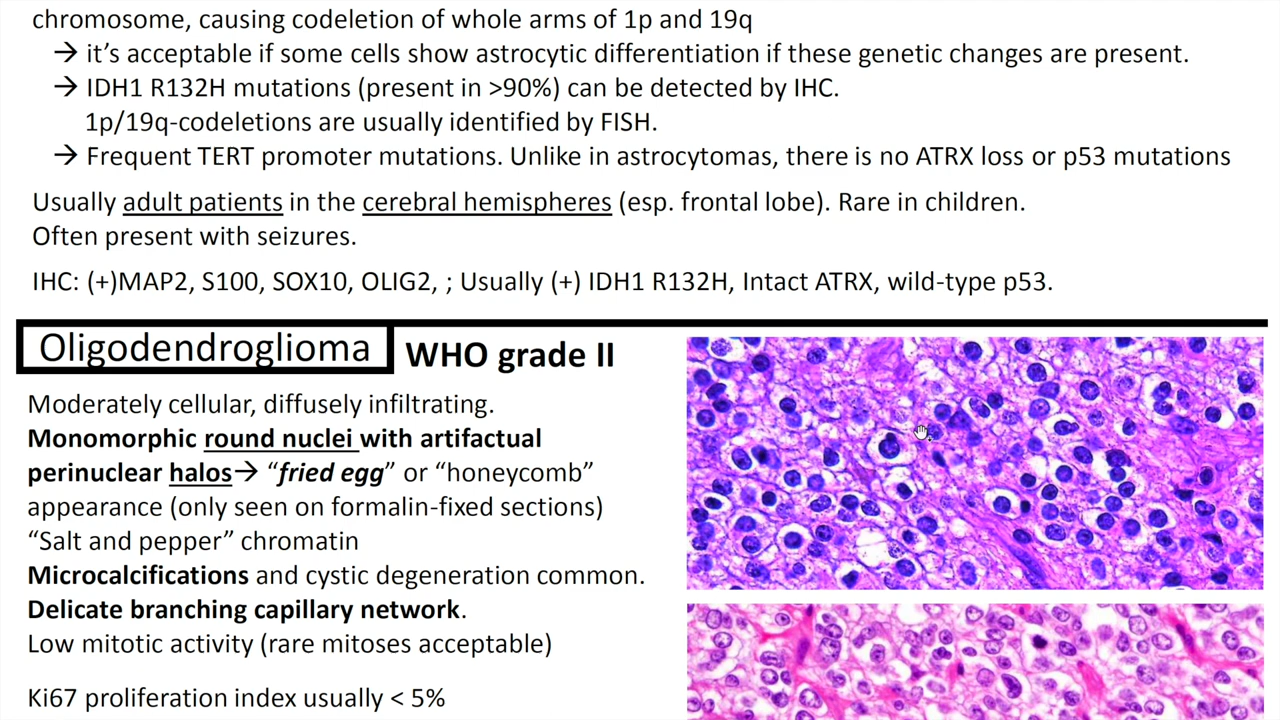 chromosome, causing codeletion of whole arms of 1p and 19q
→ it’s acceptable if some cells show astrocytic differentiation if these genetic changes are present.
→ IDH1 R132H mutations (present in >90%) can be detected by IHC.
1p/19q-codeletions are usually identified by FISH.
→ Frequent TERT promoter mutations. Unlike in astrocytomas, there is no ATRX loss or p53 mutations
Usually adult patients in the cerebral hemispheres (esp. frontal lobe). Rare in children.
Often present with seizures.
IHC: (+)MAP2, S100, SOX10, OLIG2, ; Usually (+) IDH1 R132H, Intact ATRX, wild-type p53.
Oligodendroglioma WHO grade II
Moderately cellular, diffusely infiltrating.
Monomorphic round nuclei with artifactual
perinuclear halos→ “fried egg” or “honeycomb”
appearance (only seen on formalin-fixed sections)
“Salt and pepper” chromatin
Microcalcifications and cystic degeneration common.
Delicate branching capillary network.
Low mitotic activity (rare mitoses acceptable)
Ki67 proliferation index usually < 5%